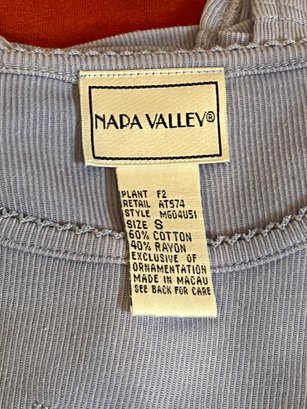 NAPA VALLEY®
PLANT F2
RETAIL AT574
STYLE MG04U51
SIZE S
60% COTTON
40% RAYON
EXCLUSIVE OF
ORNAMENTATION
MADE IN MACAU
SEE BACK FOR CARE